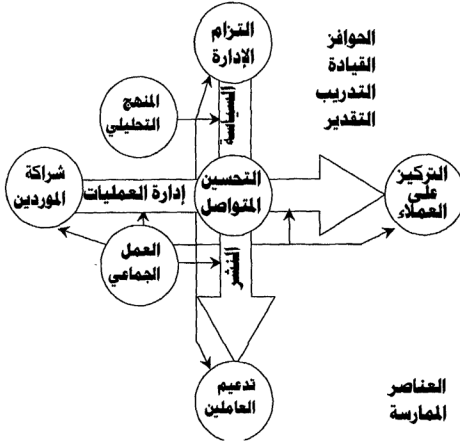 التزام
الإدارة
الحوافز
القيادة
التدريب
التقدير
المنهج
التحليلي
السياسة
شراكة
الموردين
إدارة العمليات
التحسين
المتواصل
التركيز
على
العملاء
العمل
الجماعي
النشر
تدعيم
العاملين
العناصر
الممارسة